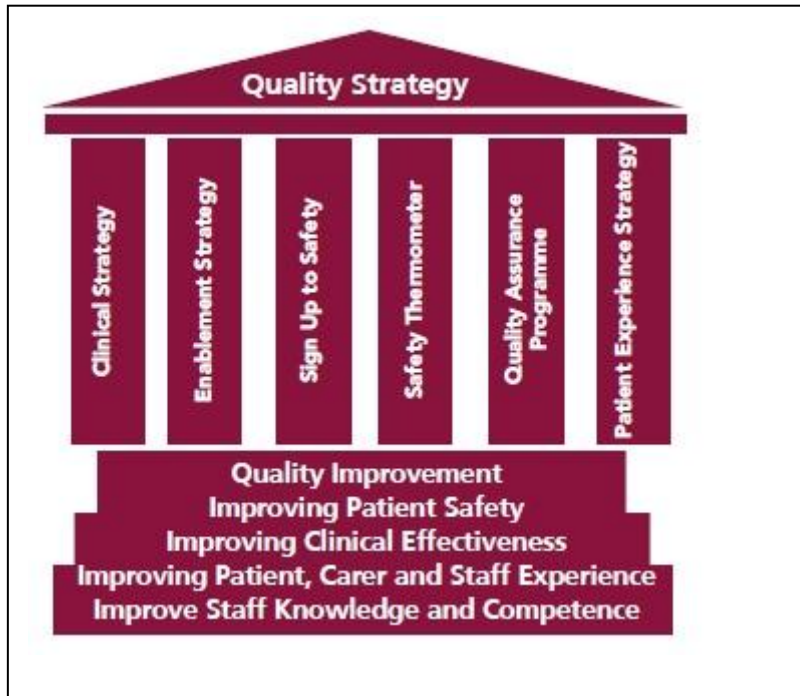 Quality Strategy
Clinical Strategy
Enablement Strategy
Sign Up to Safety
Safety Thermometer
Quality Assurance
Programme
Patient Experience Strategy
Quality Improvement
Improving Patient Safety
Improving Clinical Effectiveness
Improving Patient, Carer and Staff Experience
Improve Staff Knowledge and Competence